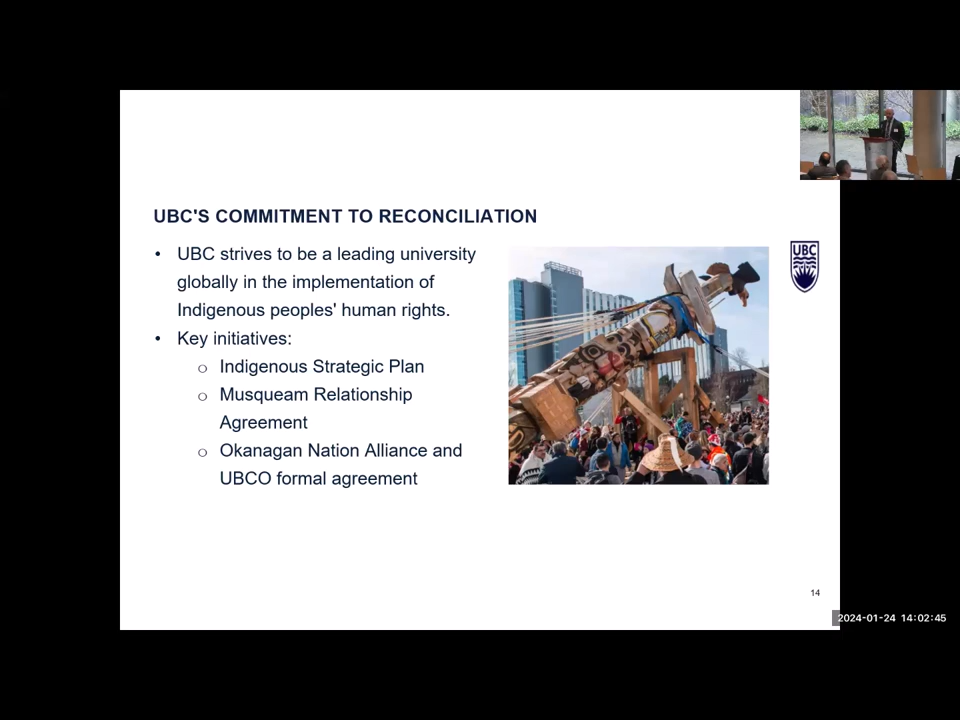 UBC'S COMMITMENT TO RECONCILIATION
• UBC strives to be a leading university
globally in the implementation of
Indigenous peoples' human rights.
• Key initiatives:
○ Indigenous Strategic Plan
○ Musqueam Relationship
Agreement
○ Okanagan Nation Alliance and
UBCO formal agreement
UBC
14
2024-01-24 14:02:45